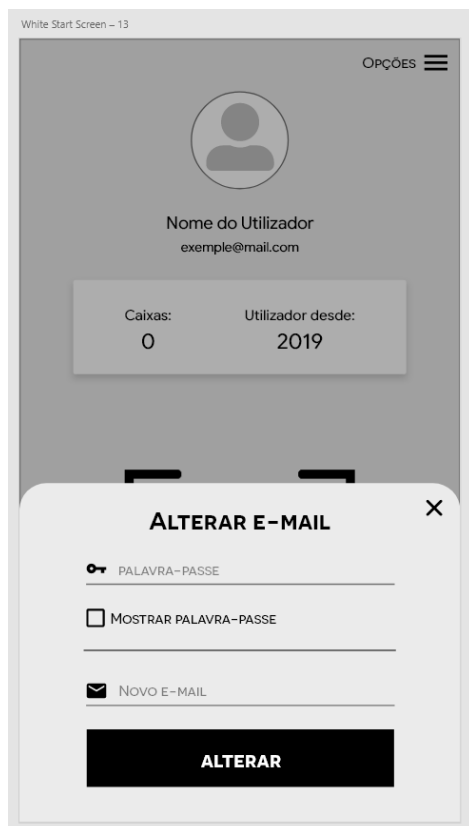 White Start Screen – 13
Opções
Nome do Utilizador
exemple@mail.com
Caixas:
0
Utilizador desde:
2019
Alterar e-mail
palavra-passe
Mostrar palavra-passe
Novo e-mail
ALTERAR